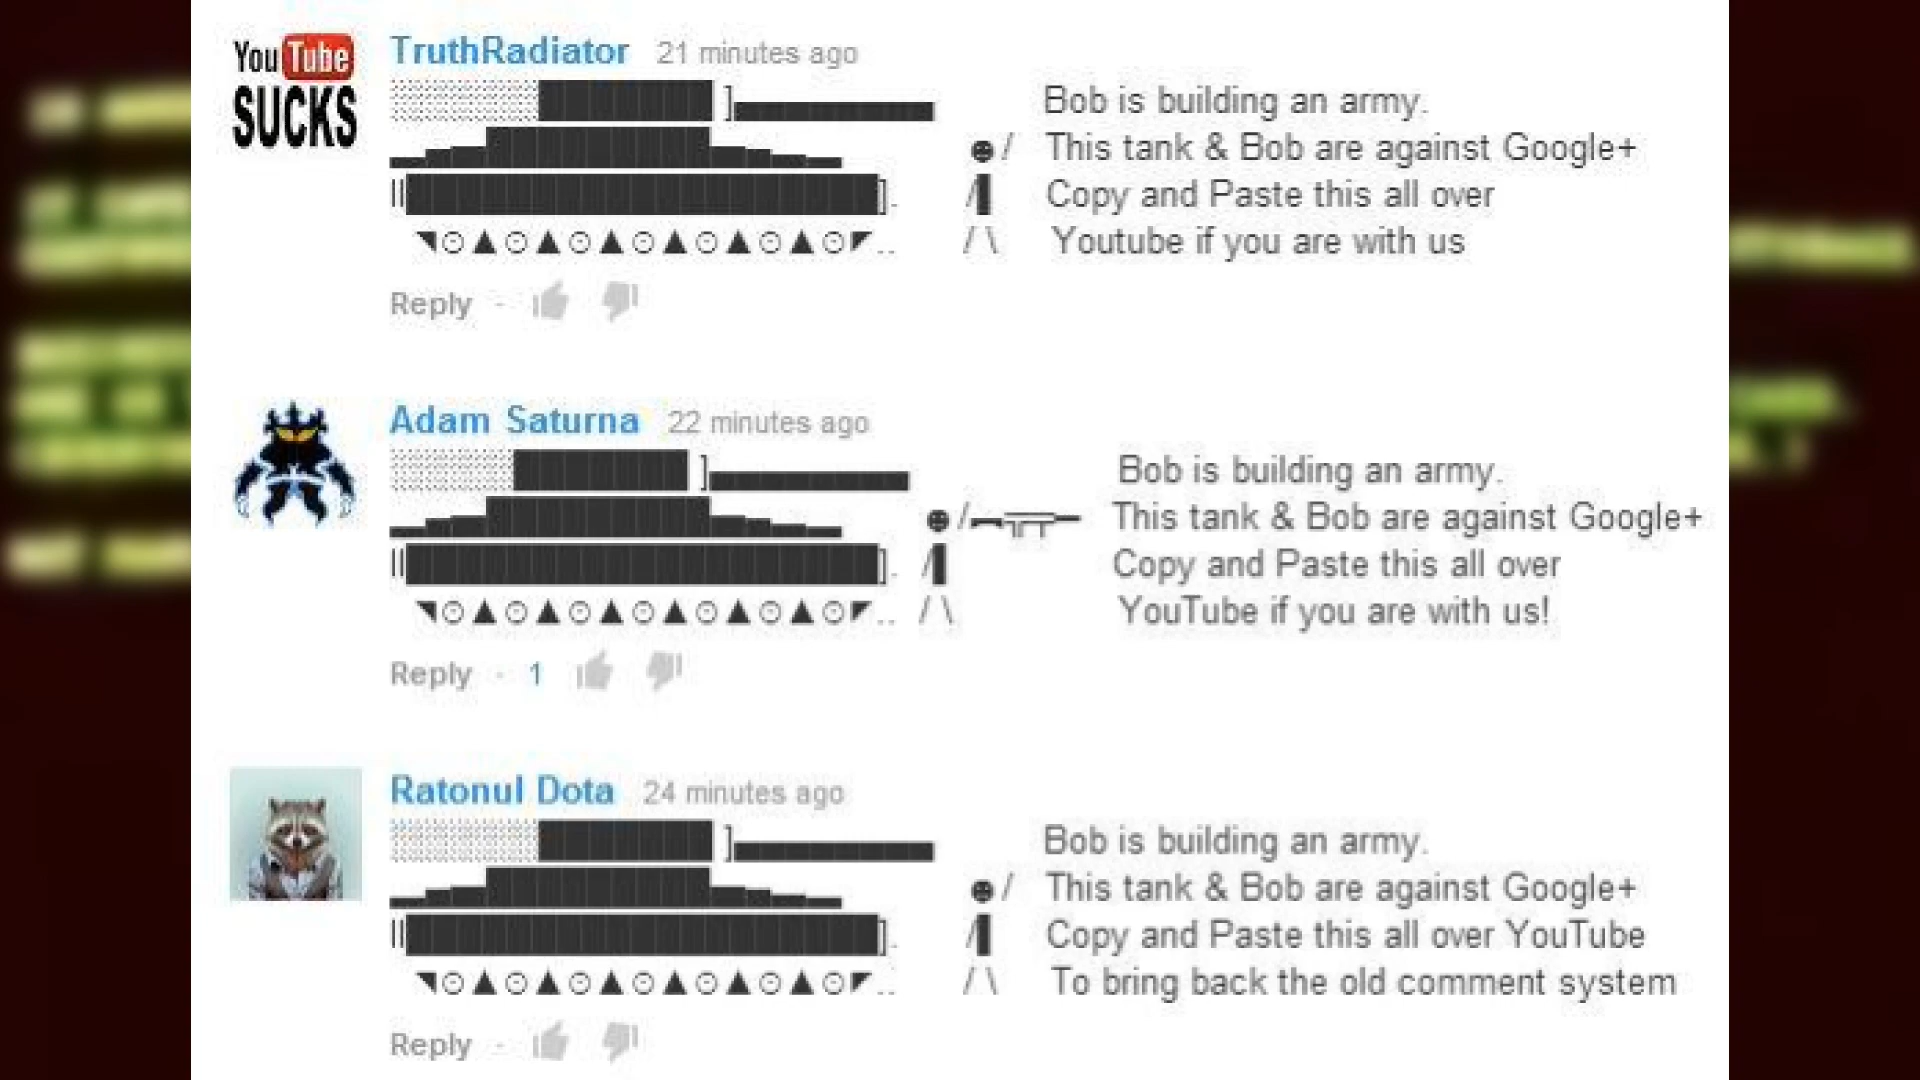 You Tube
SUCKS
TruthRadiator 21 minutes ago
Bob is building an army.
This tank & Bob are against Google+
Copy and Paste this all over
Youtube if you are with us
Reply
Adam Saturna 22 minutes ago
Bob is building an army.
This tank & Bob are against Google+
Copy and Paste this all over
YouTube if you are with us!
Reply · 1
Ratonul Dota 24 minutes ago
Bob is building an army.
This tank & Bob are against Google+
Copy and Paste this all over YouTube
To bring back the old comment system
Reply